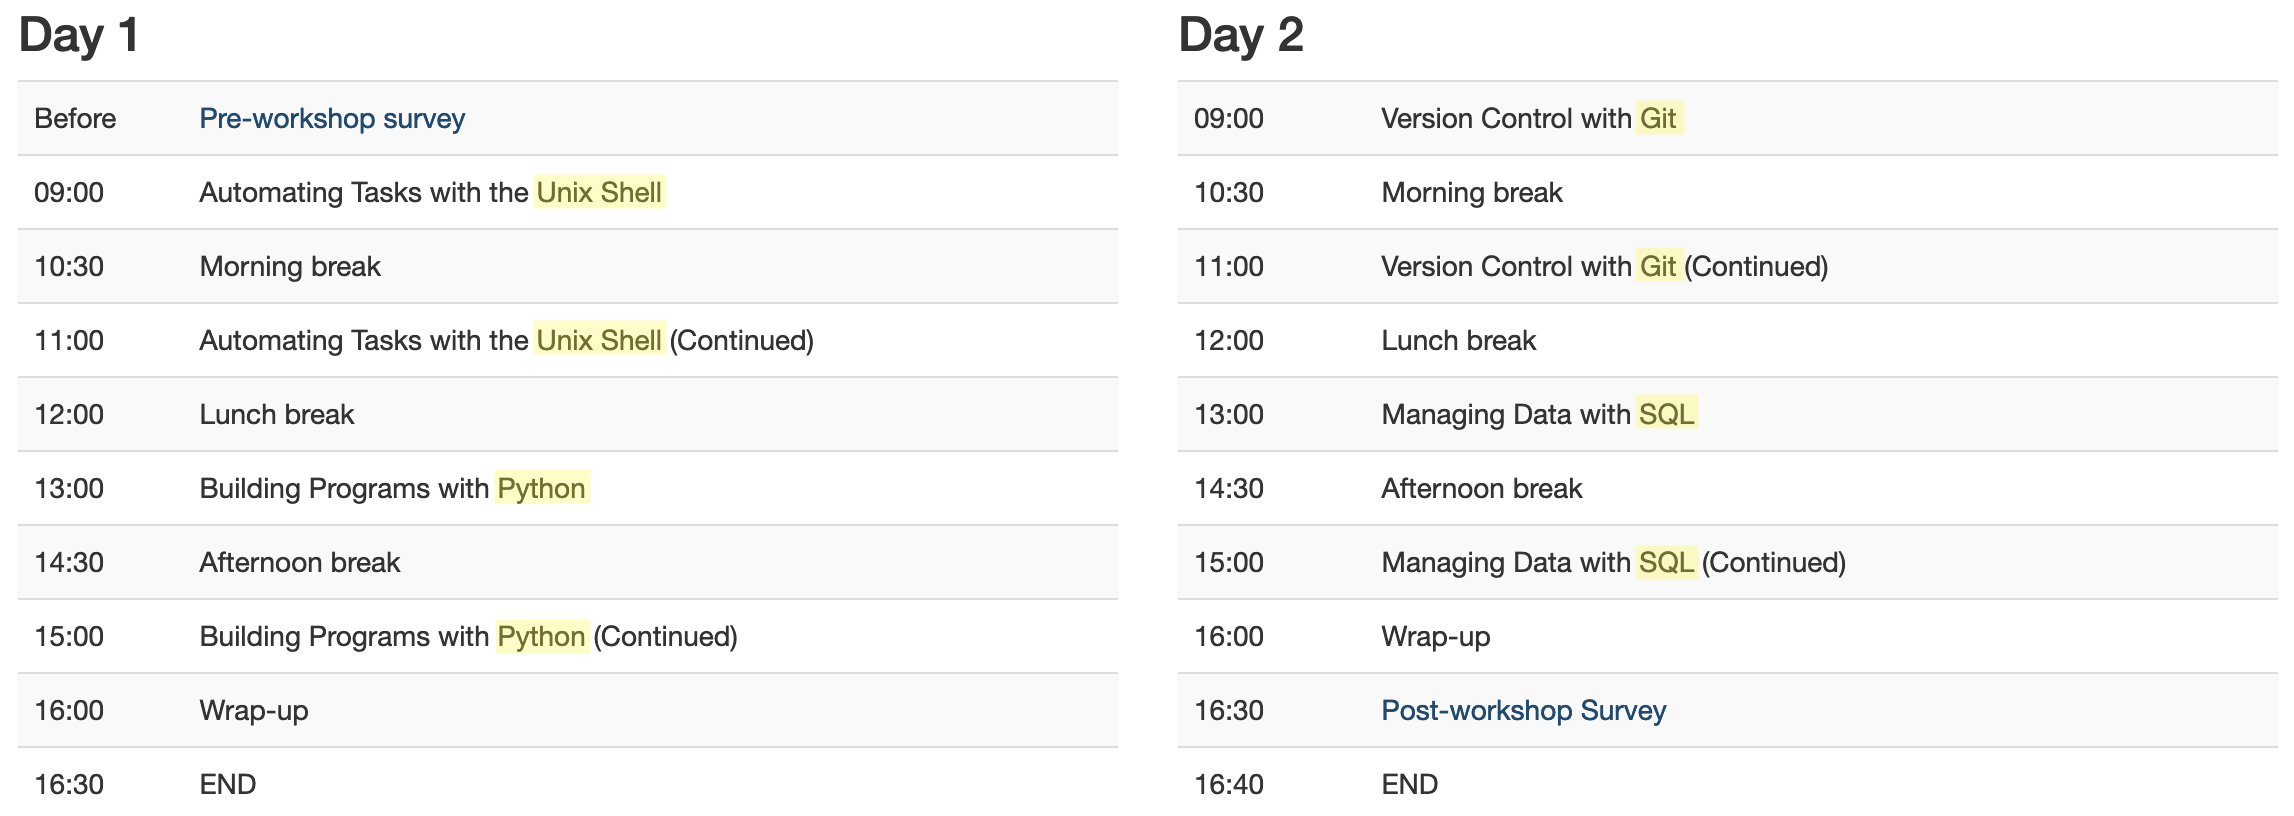 Day 1
Before Pre-workshop survey
09:00 Automating Tasks with the Unix Shell
10:30 Morning break
11:00 Automating Tasks with the Unix Shell (Continued)
12:00 Lunch break
13:00 Building Programs with Python
14:30 Afternoon break
15:00 Building Programs with Python (Continued)
16:00 Wrap-up
16:30 END
Day 2
09:00 Version Control with Git
10:30 Morning break
11:00 Version Control with Git (Continued)
12:00 Lunch break
13:00 Managing Data with SQL
14:30 Afternoon break
15:00 Managing Data with SQL (Continued)
16:00 Wrap-up
16:30 Post-workshop Survey
16:40 END